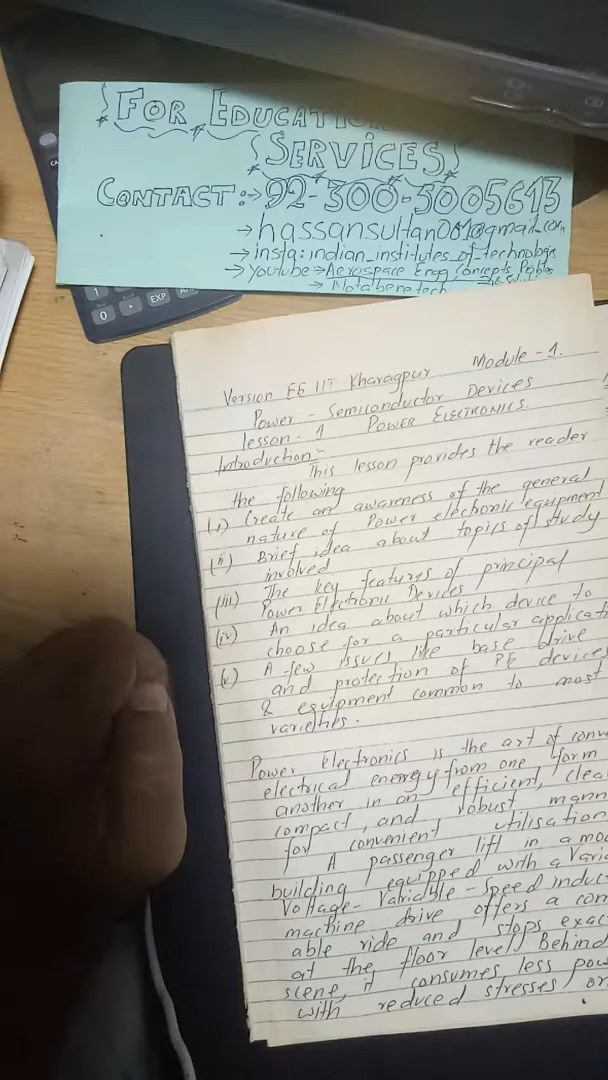 FOR EDUCATI
SERVICES
CONTACT:→ 92-300-5005613
→ hassansultan0610@gmail.com
→ insta: indian_institutes_of_technology
→ Youtube → Aerospace Engg Concepts
→ Notabenetech
1
0 . EXP
Version EE IIT Kharagpur Module-1.
Power-Semiconductor Devices.
lesson-1 POWER ELECTRONICS.
Introduction:-
This lesson provides the reader
the following
(i) Create an awareness of the general
nature of Power electronic equipment
(ii) Brief idea about topics of study
involved
(iii) The key features of principal
Power Electronic Devices
(iv) An idea about which device to
choose for a particular applicati
(v) A few issues like base drive
and protection of PE devices
& equipment common to most
varieties.
Power Electronics is the art of conve
electrical energy from one form
another in an efficient, clea
compact, and robust mann
for convenient utilisation
A passenger lift in a mod
building equipped with a Varia
Voltage-Variable-Speed induc
machine drive offers a com
able ride and stops exac
at the floor level. Behind
scene, it consumes less pow
with reduced stresses on